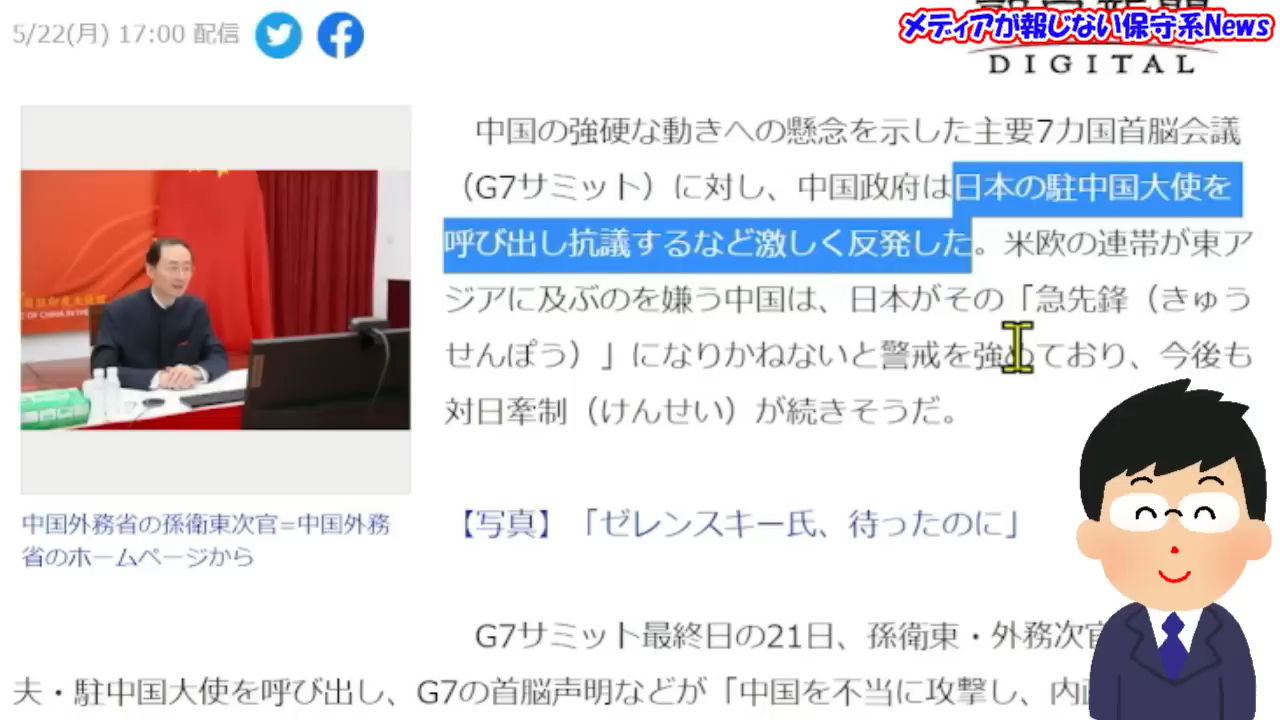 5/22(月) 17:00 配信
メディアが報じない保守系News
DIGITAL
中国の強硬な動きへの懸念を示した主要7カ国首脳会議
（G7サミット）に対し、中国政府は日本の駐中国大使を
呼び出し抗議するなど激しく反発した。米欧の連帯が東ア
ジアに及ぶのを嫌う中国は、日本がその「急先鋒（きゅう
せんぽう）」になりかねないと警戒を強めており、今後も
対日牽制（けんせい）が続きそうだ。
中国外務省の孫衛東次官=中国外務
省のホームページから
【写真】「ゼレンスキー氏、待ったのに」
G7サミット最終日の21日、孫衛東・外務次官
夫・駐中国大使を呼び出し、G7の首脳声明などが「中国を不当に攻撃し、内政